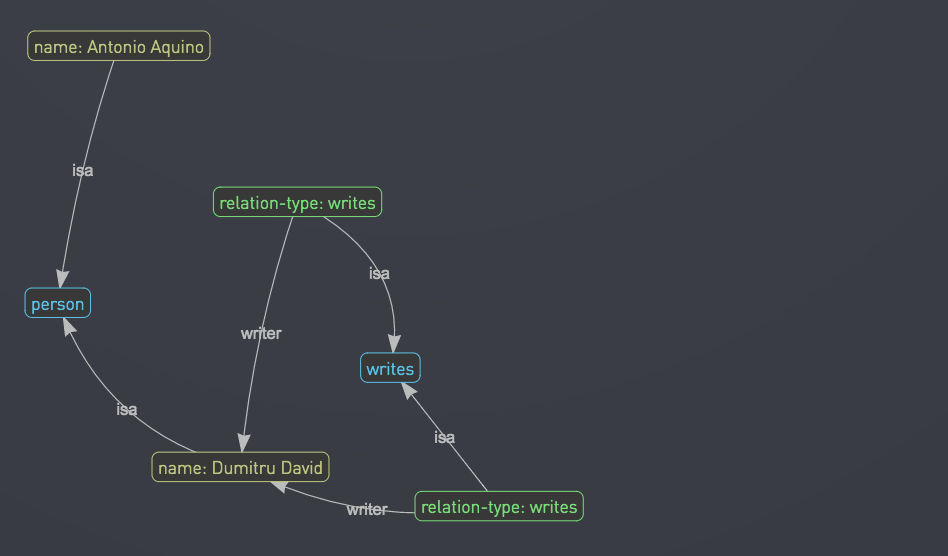 name: Antonio Aquino
isa
relation-type: writes
isa
person
writer
writes
isa
isa
name: Dumitru David
relation-type: writes
writer